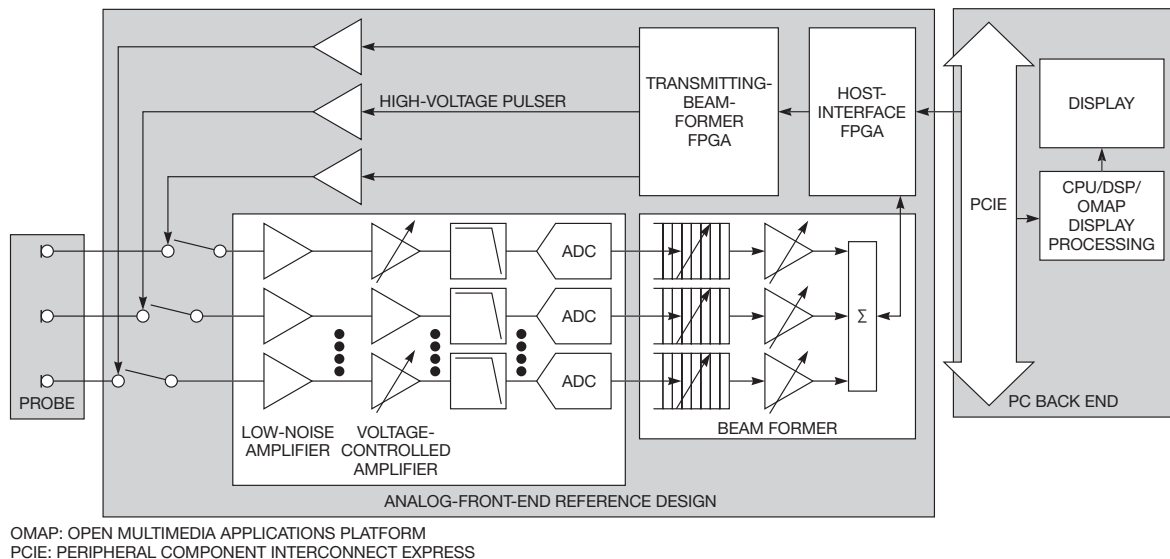 HIGH-VOLTAGE PULSER
TRANSMITTING-
BEAM-
FORMER
FPGA
HOST-
INTERFACE
FPGA
PCIE
DISPLAY
CPU/DSP/
OMAP
DISPLAY
PROCESSING
PC BACK END
PROBE
ADC
ADC
ADC
Σ
LOW-NOISE
AMPLIFIER
VOLTAGE-
CONTROLLED
AMPLIFIER
BEAM FORMER
ANALOG-FRONT-END REFERENCE DESIGN
OMAP: OPEN MULTIMEDIA APPLICATIONS PLATFORM
PCIE: PERIPHERAL COMPONENT INTERCONNECT EXPRESS